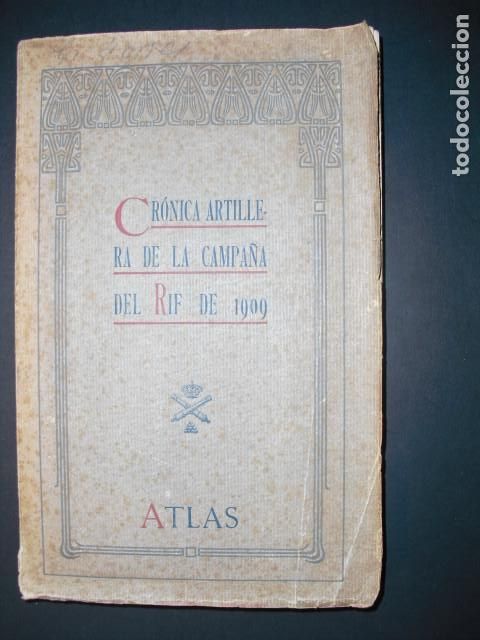 CRÓNICA ARTILLE-
RA DE LA CAMPAÑA
DEL RIF DE 1909
ATLAS
todocoleccion